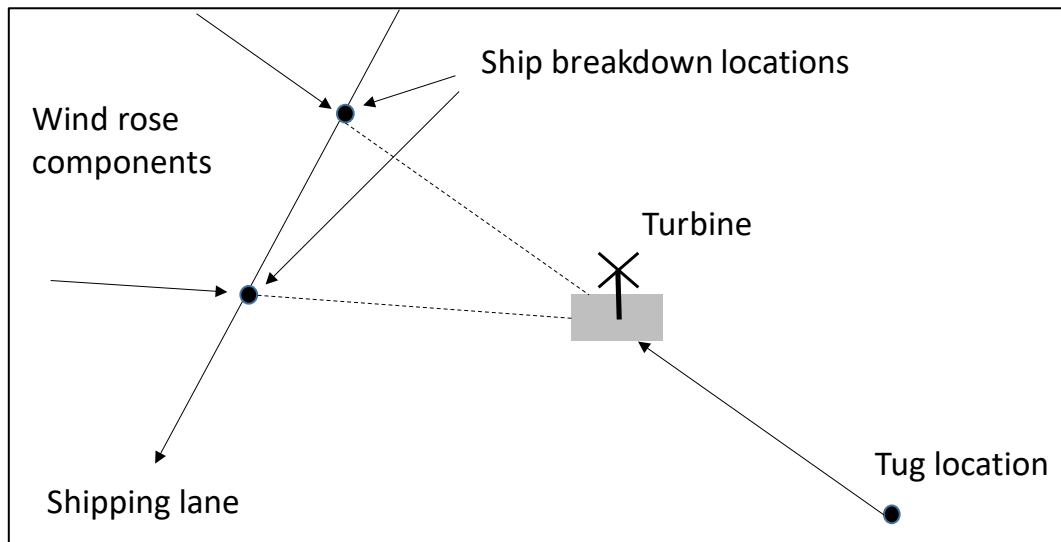 Ship breakdown locations
Wind rose
components
Turbine
Tug location
Shipping lane